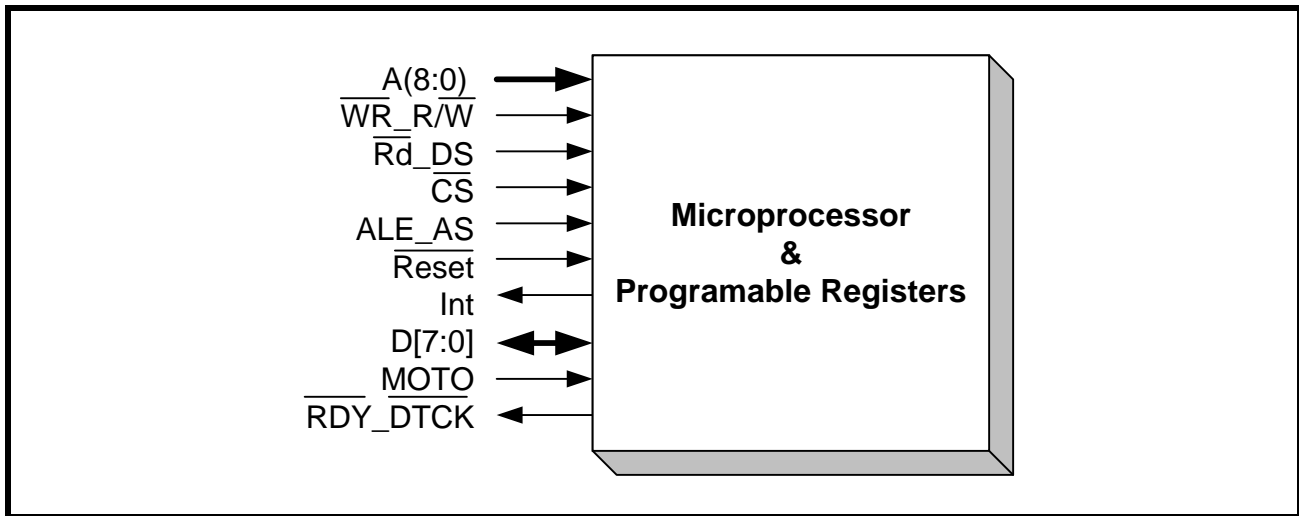 A(8:0)
WR_R/W
Rd_DS
CS
ALE_AS
Reset
Int
D[7:0]
MOTO
RDY_DTCK
Microprocessor
&
Programable Registers